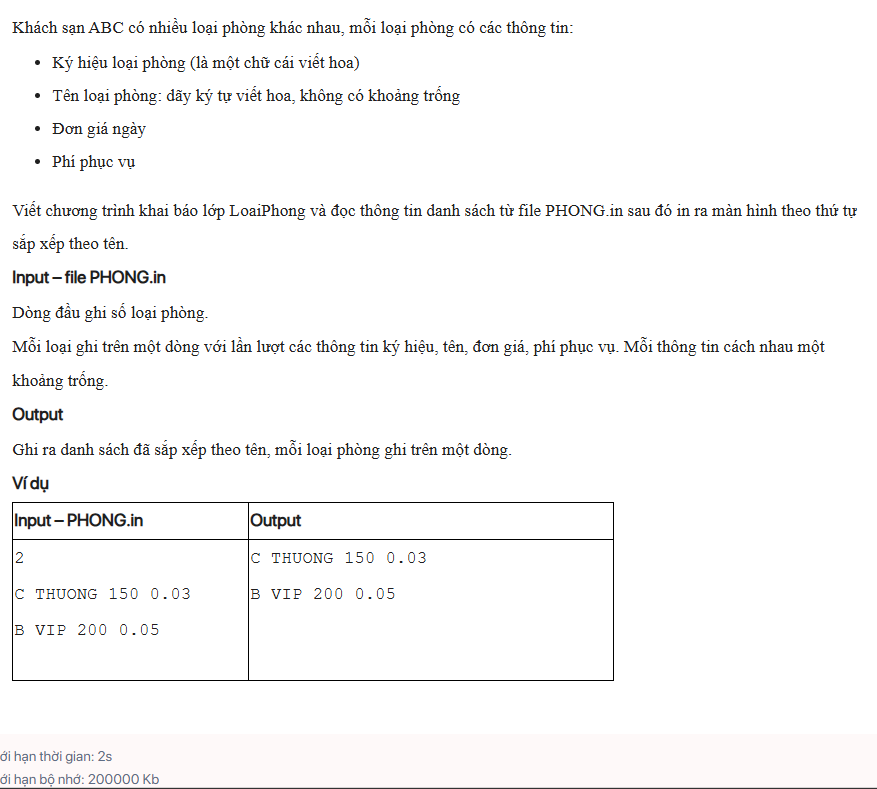 Khách sạn ABC có nhiều loại phòng khác nhau, mỗi loại phòng có các thông tin:
• Ký hiệu loại phòng (là một chữ cái viết hoa)
• Tên loại phòng: dãy ký tự viết hoa, không có khoảng trống
• Đơn giá ngày
• Phí phục vụ
Viết chương trình khai báo lớp LoaiPhong và đọc thông tin danh sách từ file PHONG.in sau đó in ra màn hình theo thứ tự
sắp xếp theo tên.
Input – file PHONG.in
Dòng đầu ghi số loại phòng.
Mỗi loại ghi trên một dòng với lần lượt các thông tin ký hiệu, tên, đơn giá, phí phục vụ. Mỗi thông tin cách nhau một
khoảng trống.
Output
Ghi ra danh sách đã sắp xếp theo tên, mỗi loại phòng ghi trên một dòng.
Ví dụ
Input – PHONG.in
2
C THUONG 150 0.03
B VIP 200 0.05
Output
C THUONG 150 0.03
B VIP 200 0.05
ới hạn thời gian: 2s
ới hạn bộ nhớ: 200000 Kb